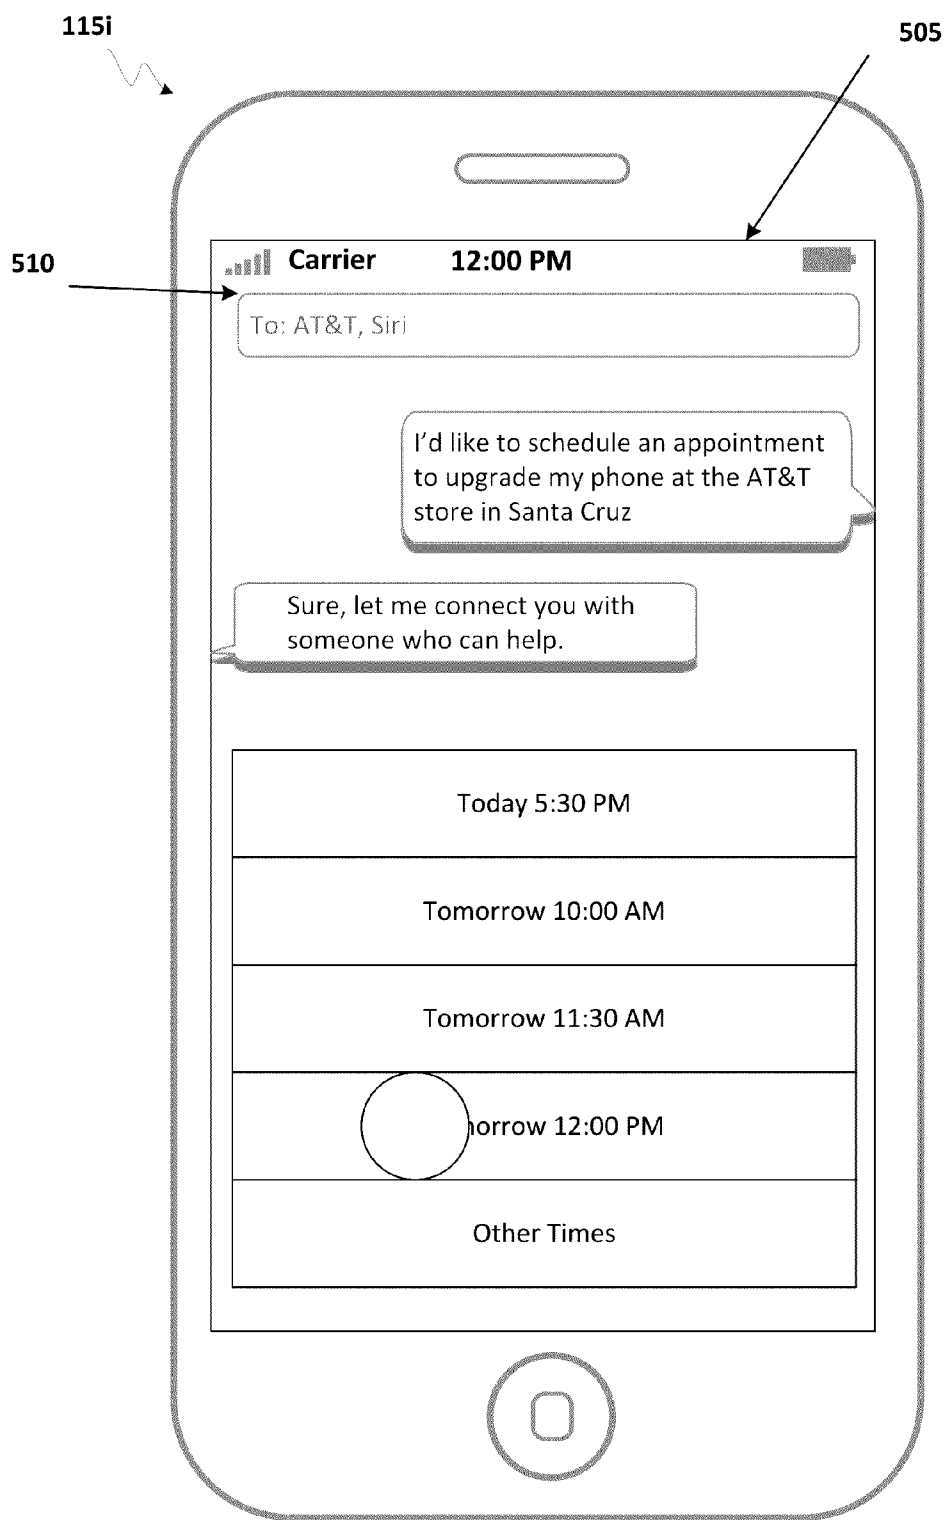 115i
505
510
Carrier 12:00 PM
To: AT&T, Siri
I'd like to schedule an appointment
to upgrade my phone at the AT&T
store in Santa Cruz
Sure, let me connect you with
someone who can help.
Today 5:30 PM
Tomorrow 10:00 AM
Tomorrow 11:30 AM
orrow 12:00 PM
Other Times